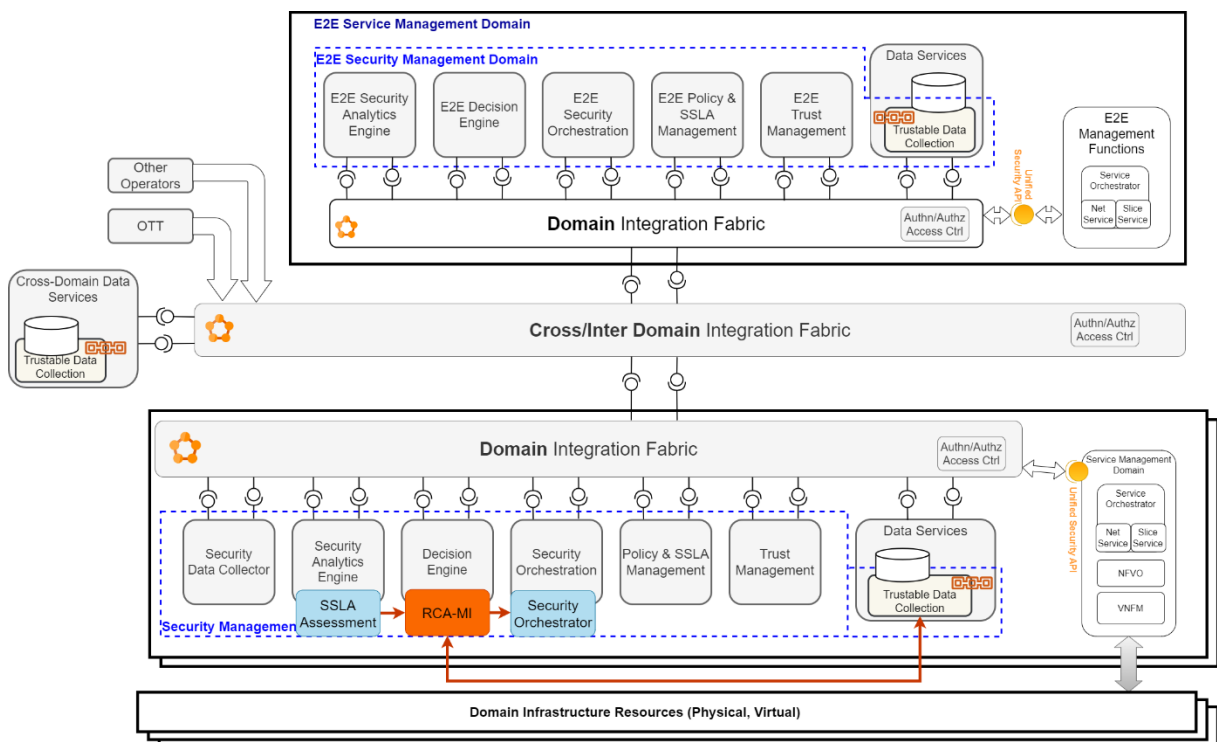 E2E Service Management Domain
E2E Security Management Domain
E2E Security
Analytics
Engine
E2E Decision
Engine
E2E
Security
Orchestration
E2E Policy &
SSLA
Management
E2E
Trust
Management
Data Services
Trustable Data
Collection
Unified
Security API
E2E
Management
Functions
Service
Orchestrator
Net
Service
Slice
Service
Domain Integration Fabric
Authn/Authz
Access Ctrl
Other
Operators
OTT
Cross-Domain Data
Services
Trustable Data
Collection
Cross/Inter Domain Integration Fabric
Authn/Authz
Access Ctrl
Domain Integration Fabric
Authn/Authz
Access Ctrl
Unified Security API
Service Management
Domain
Service
Orchestrator
Net
Service
Slice
Service
NFVO
VNFM
Security
Data Collector
Security
Analytics
Engine
Decision
Engine
Security
Orchestration
Policy & SSLA
Management
Trust
Management
Data Services
Trustable Data
Collection
SSLA
Assessment
RCA-MI
Security
Orchestrator
Security Managemen
Domain Infrastructure Resources (Physical, Virtual)